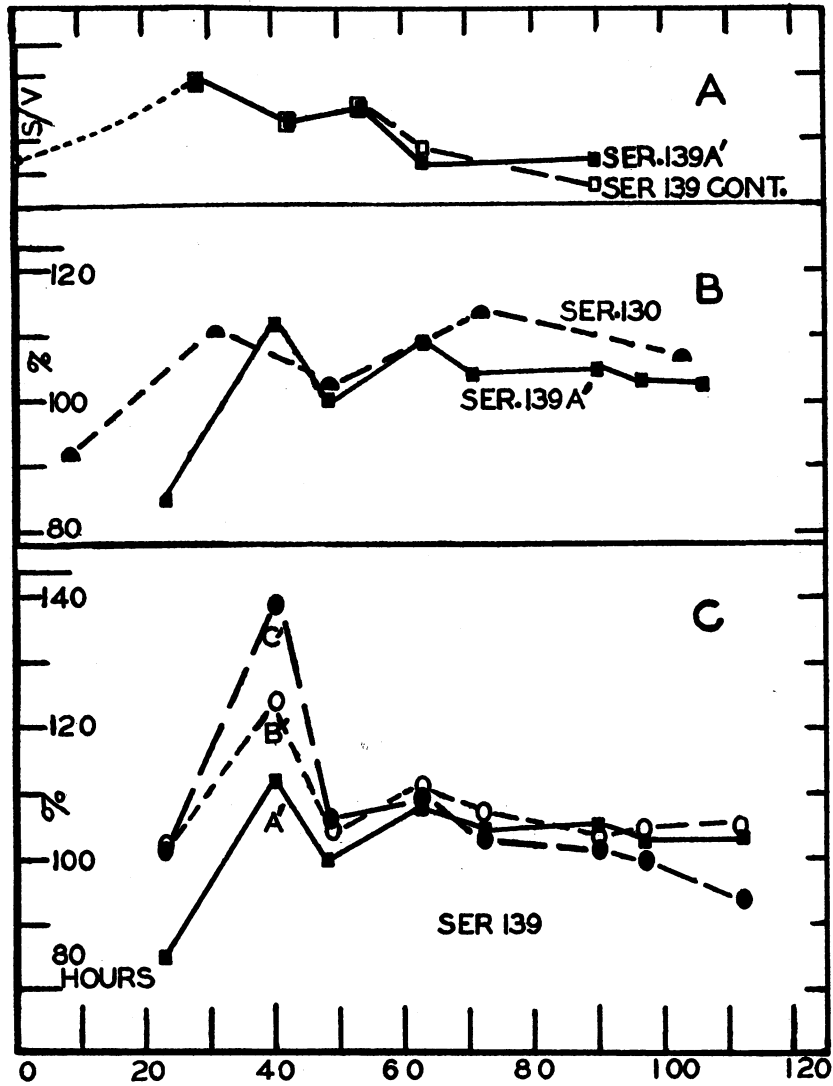 A
IS/V
SER.139A'
SER 139 CONT.
B
120
SER.130
%
100
SER.139A'
80
C
140
C'
120
B'
%
A'
100
SER 139
80
HOURS
0 20 40 60 80 100 120